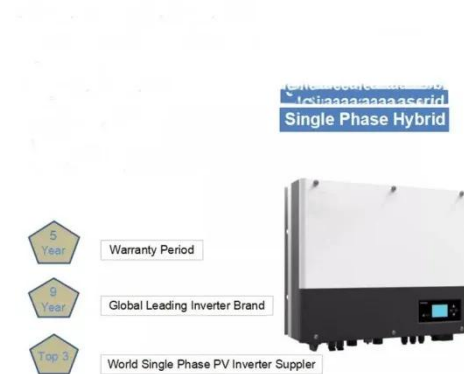 Single Phase Hybrid
5
Year
Warranty Period
9
Year
Global Leading Inverter Brand
Top 3
World Single Phase PV Inverter Suppler